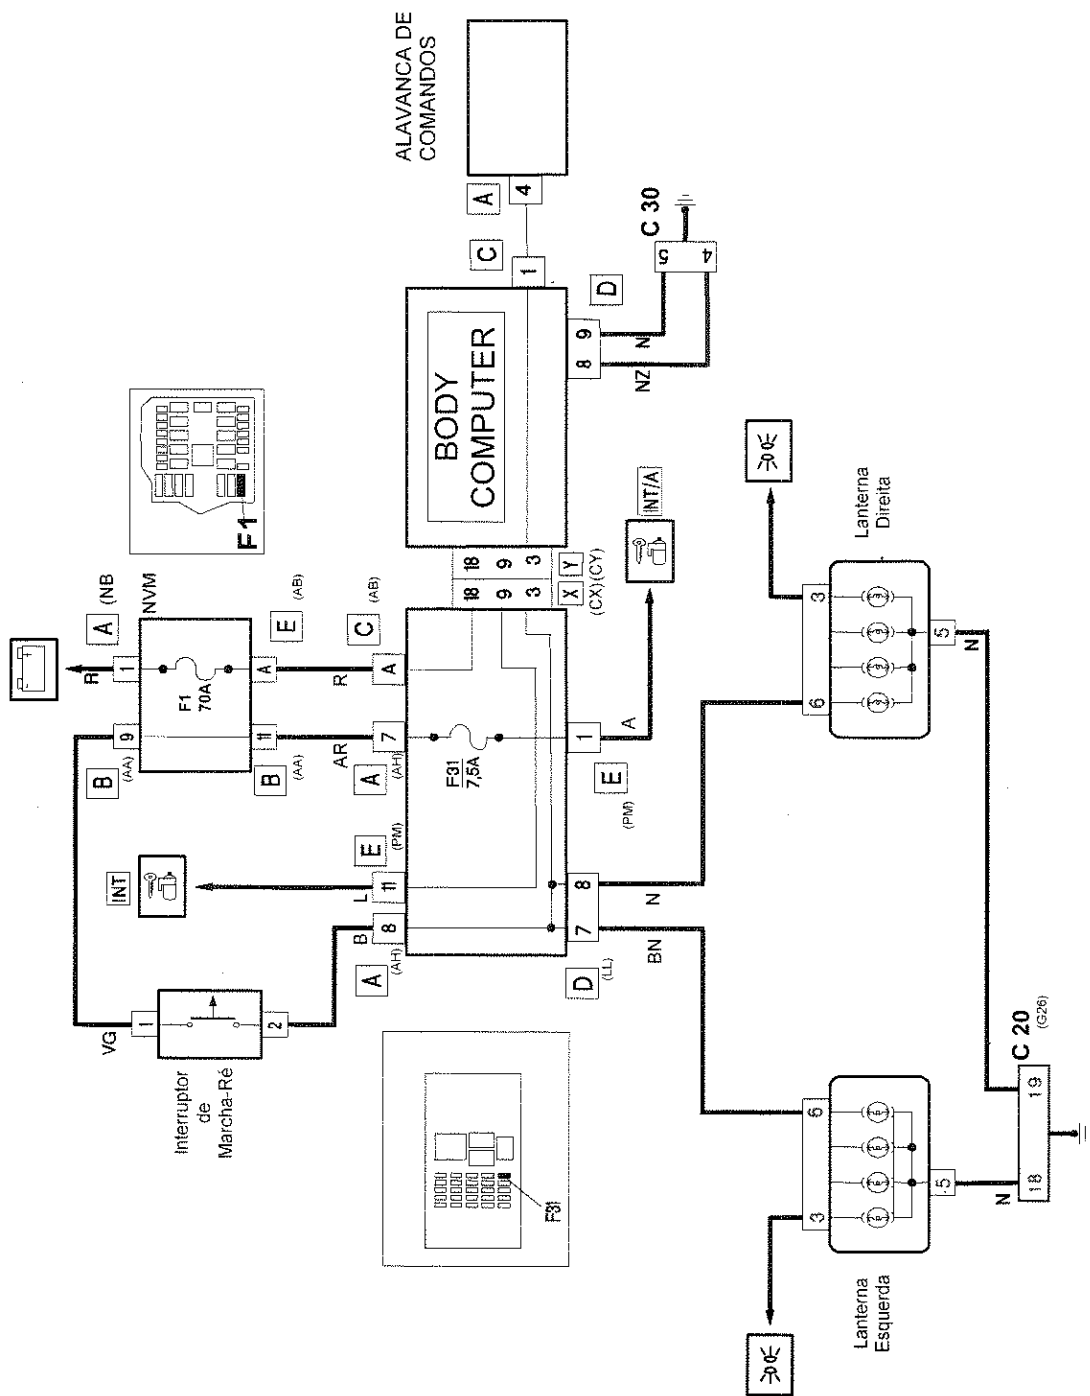 ALAVANCA DE
COMANDOS
A
4
C
1
BODY
COMPUTER
D
9
8
N
NZ
C 30
5
4
F1
A
(NB
NVM
R
1
F1
70A
9
B
(AA)
A
E
(AB)
11
B
(AA)
R
AR
C
(AB)
A
7
A
(AH)
F31
7,5A
18
9
3
18
9
3
X
Y
(CX)
(CY)
INT/A
1
A
E
(PM)
INT
L
E
(PM)
11
B
8
A
(AH)
7
8
D
(LL)
BN
N
VG
1
2
Interruptor
de
Marcha-Ré
F31
Lanterna
Direita
3
6
5
N
Lanterna
Esquerda
6
3
5
N
C 20
(G26)
18
19